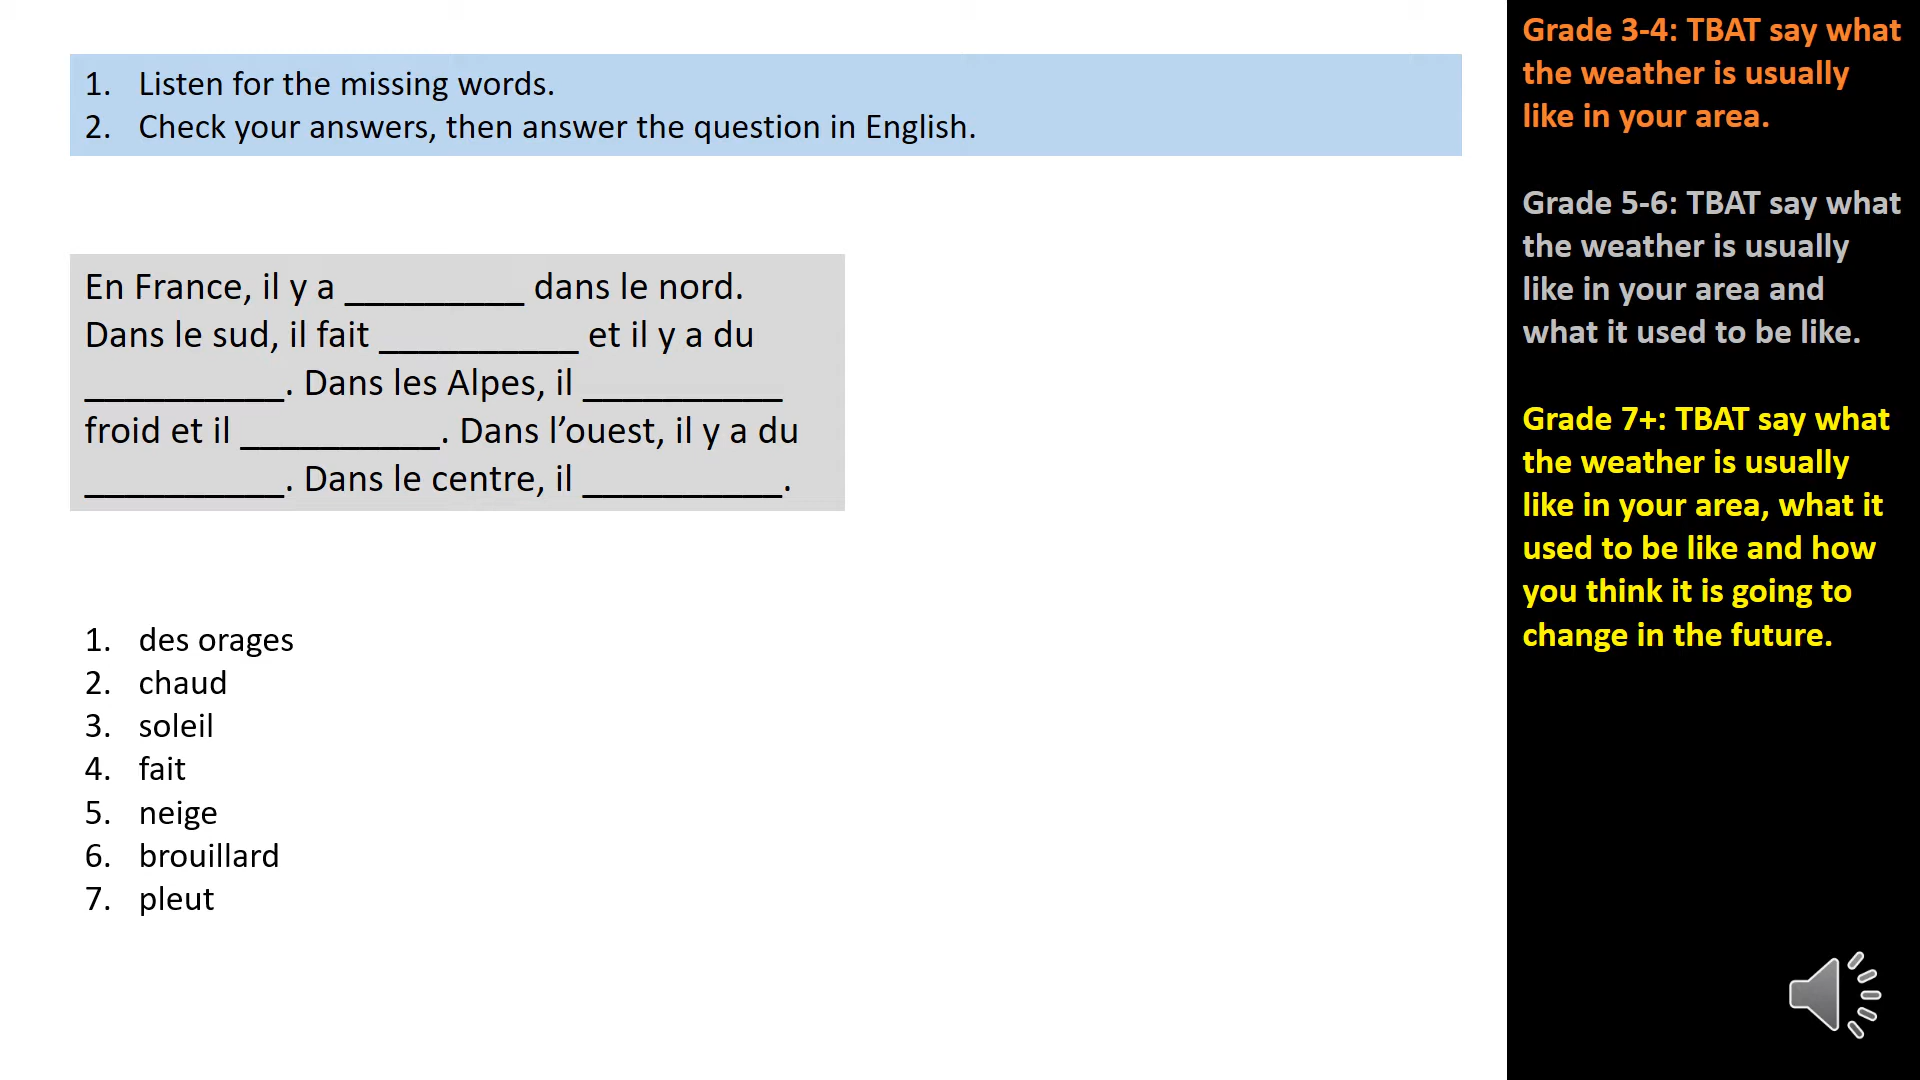 1. Listen for the missing words.
2. Check your answers, then answer the question in English.
En France, il y a _________ dans le nord.
Dans le sud, il fait __________ et il y a du
__________. Dans les Alpes, il __________
froid et il __________. Dans l’ouest, il y a du
__________. Dans le centre, il __________.
1. des orages
2. chaud
3. soleil
4. fait
5. neige
6. brouillard
7. pleut
Grade 3-4: TBAT say what
the weather is usually
like in your area.
Grade 5-6: TBAT say what
the weather is usually
like in your area and
what it used to be like.
Grade 7+: TBAT say what
the weather is usually
like in your area, what it
used to be like and how
you think it is going to
change in the future.